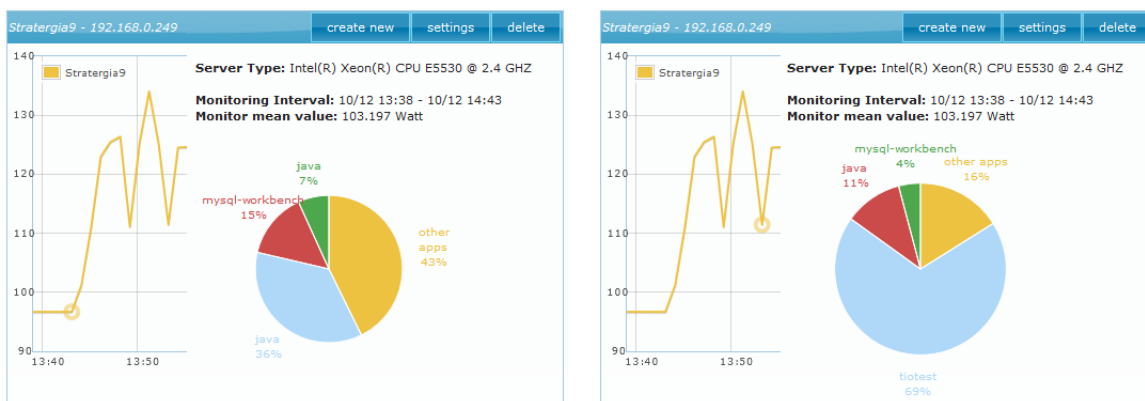 Stratergia9 - 192.168.0.249 create new settings delete
140
Stratergia9
130
120
110
100
90
13:40 13:50
Server Type: Intel(R) Xeon(R) CPU E5530 @ 2.4 GHZ
Monitoring Interval: 10/12 13:38 - 10/12 14:43
Monitor mean value: 103.197 Watt
java
7%
mysql-workbench
15%
other
apps
43%
java
36%
Stratergia9 - 192.168.0.249 create new settings delete
140
Stratergia9
130
120
110
100
90
13:40 13:50
Server Type: Intel(R) Xeon(R) CPU E5530 @ 2.4 GHZ
Monitoring Interval: 10/12 13:38 - 10/12 14:43
Monitor mean value: 103.197 Watt
mysql-workbench
4%
java
11%
other apps
16%
tiotest
69%